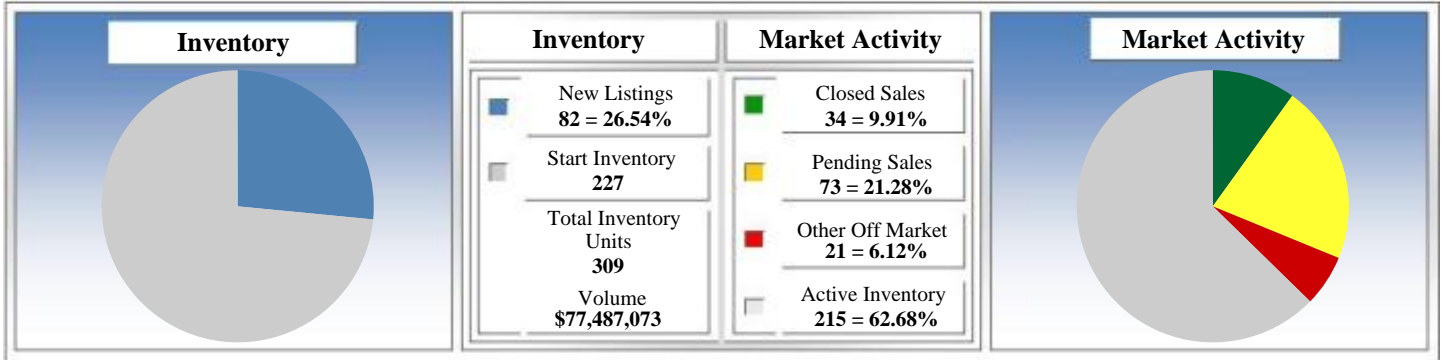 Inventory
Inventory
Market Activity
New Listings
82 = 26.54%
Start Inventory
227
Total Inventory
Units
309
Volume
$77,487,073
Closed Sales
34 = 9.91%
Pending Sales
73 = 21.28%
Other Off Market
21 = 6.12%
Active Inventory
215 = 62.68%
Market Activity